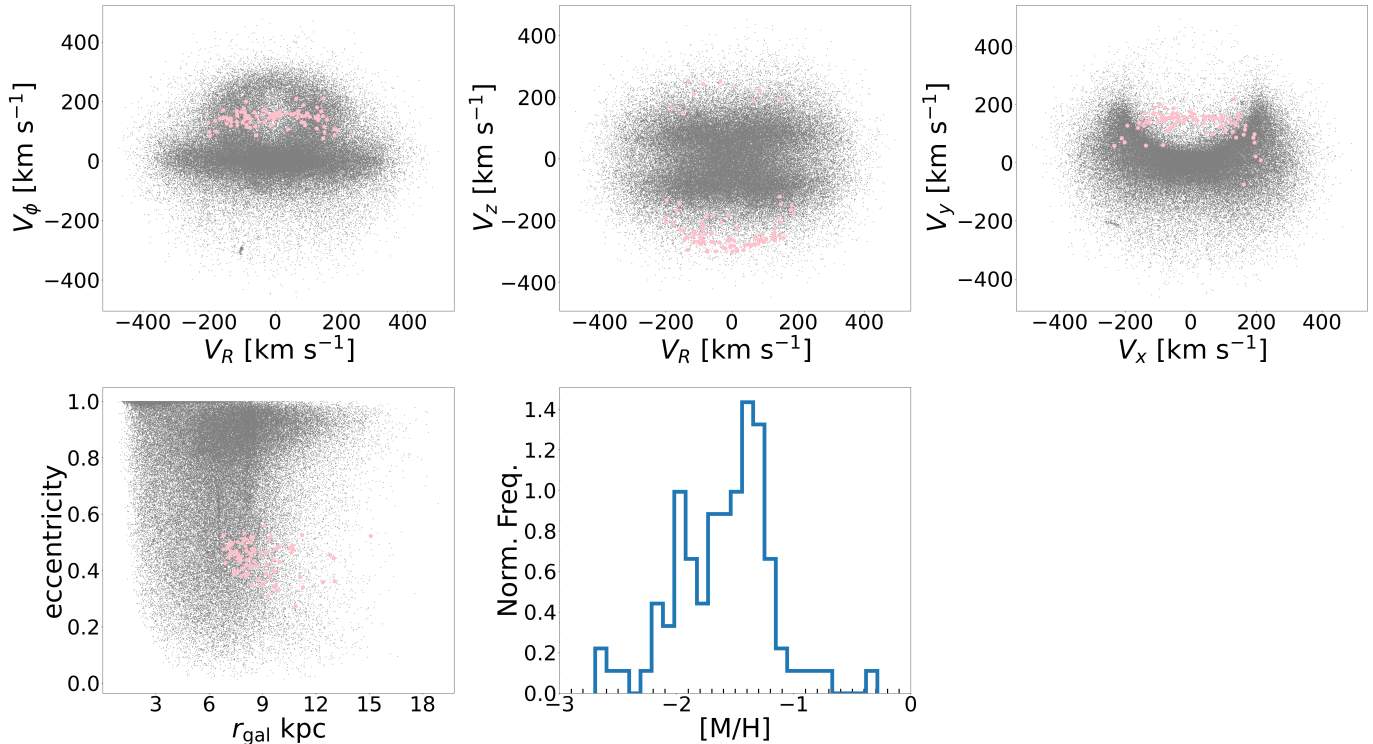 400
200
0
−200
−400
V_ϕ [km s⁻¹]
−400 −200 0 200 400
V_R [km s⁻¹]
400
200
0
−200
−400
V_z [km s⁻¹]
−400 −200 0 200 400
V_R [km s⁻¹]
400
200
0
−200
−400
V_y [km s⁻¹]
−400 −200 0 200 400
V_x [km s⁻¹]
1.0
0.8
0.6
0.4
0.2
0.0
eccentricity
3 6 9 12 15 18
r_gal kpc
1.4
1.2
1.0
0.8
0.6
0.4
0.2
0.0
Norm. Freq.
−3 −2 −1 0
[M/H]